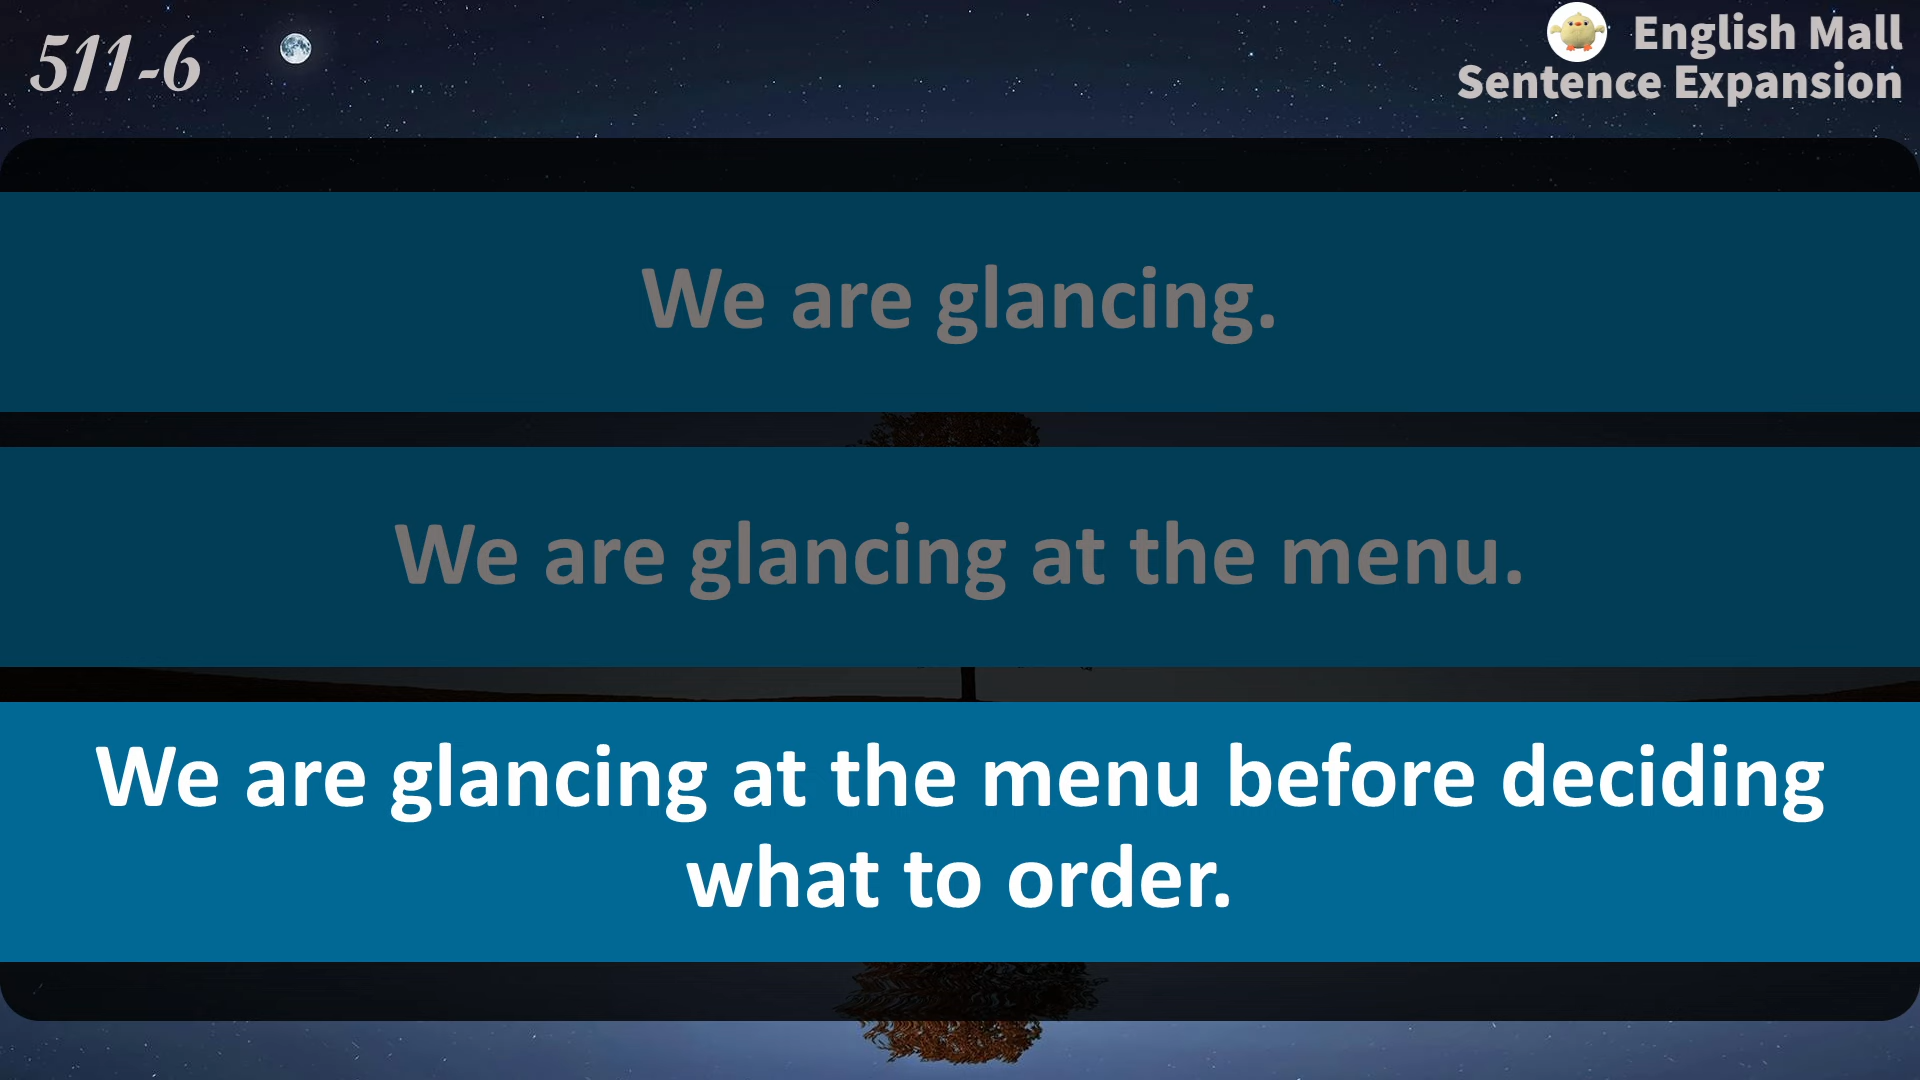 511-6
English Mall
Sentence Expansion
We are glancing.
We are glancing at the menu.
We are glancing at the menu before deciding
what to order.